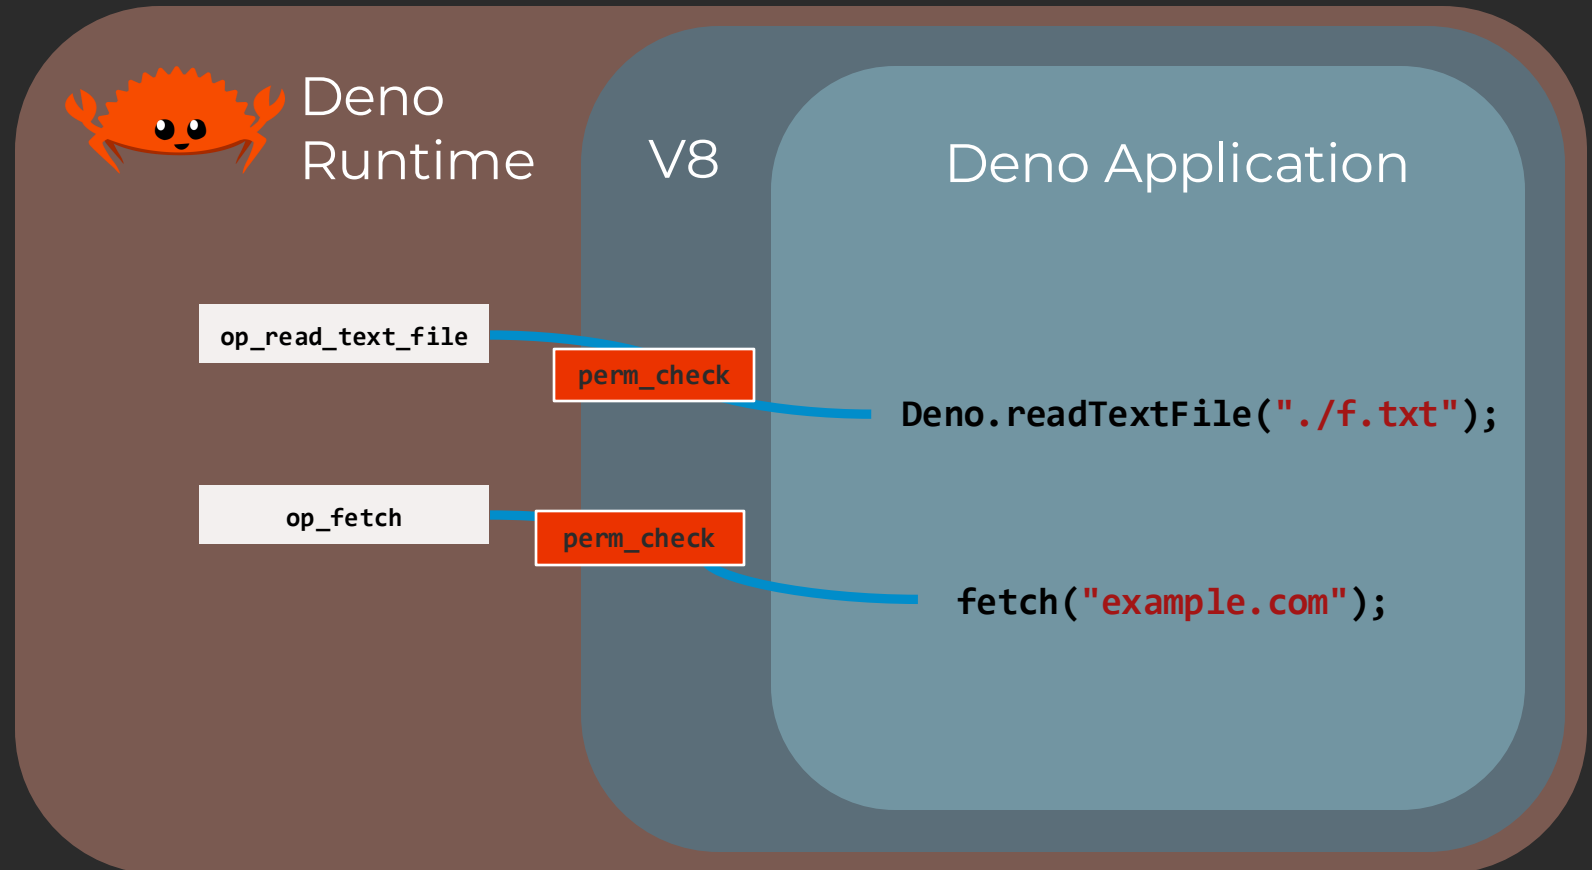 Deno
Runtime
V8
Deno Application
op_read_text_file
perm_check
Deno.readTextFile("./f.txt");
op_fetch
perm_check
fetch("example.com");